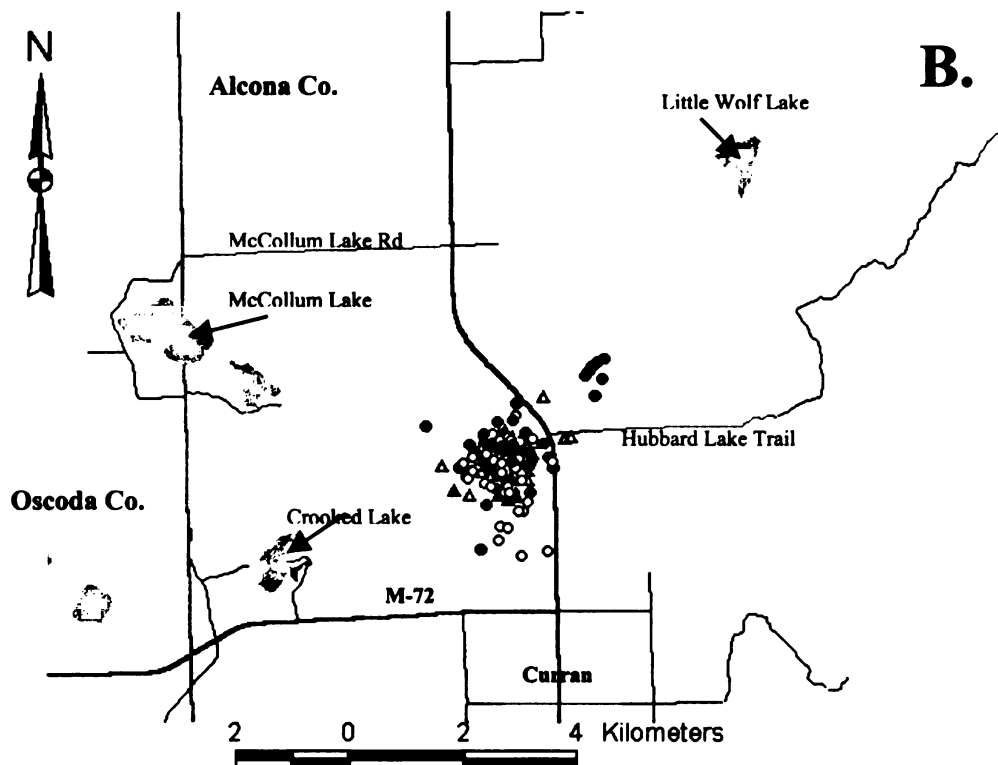 N
B.
Alcona Co.
Little Wolf Lake
McCollum Lake Rd
McCollum Lake
Hubbard Lake Trail
Oscoda Co.
Crooked Lake
M-72
Curran
2 0 2 4 Kilometers